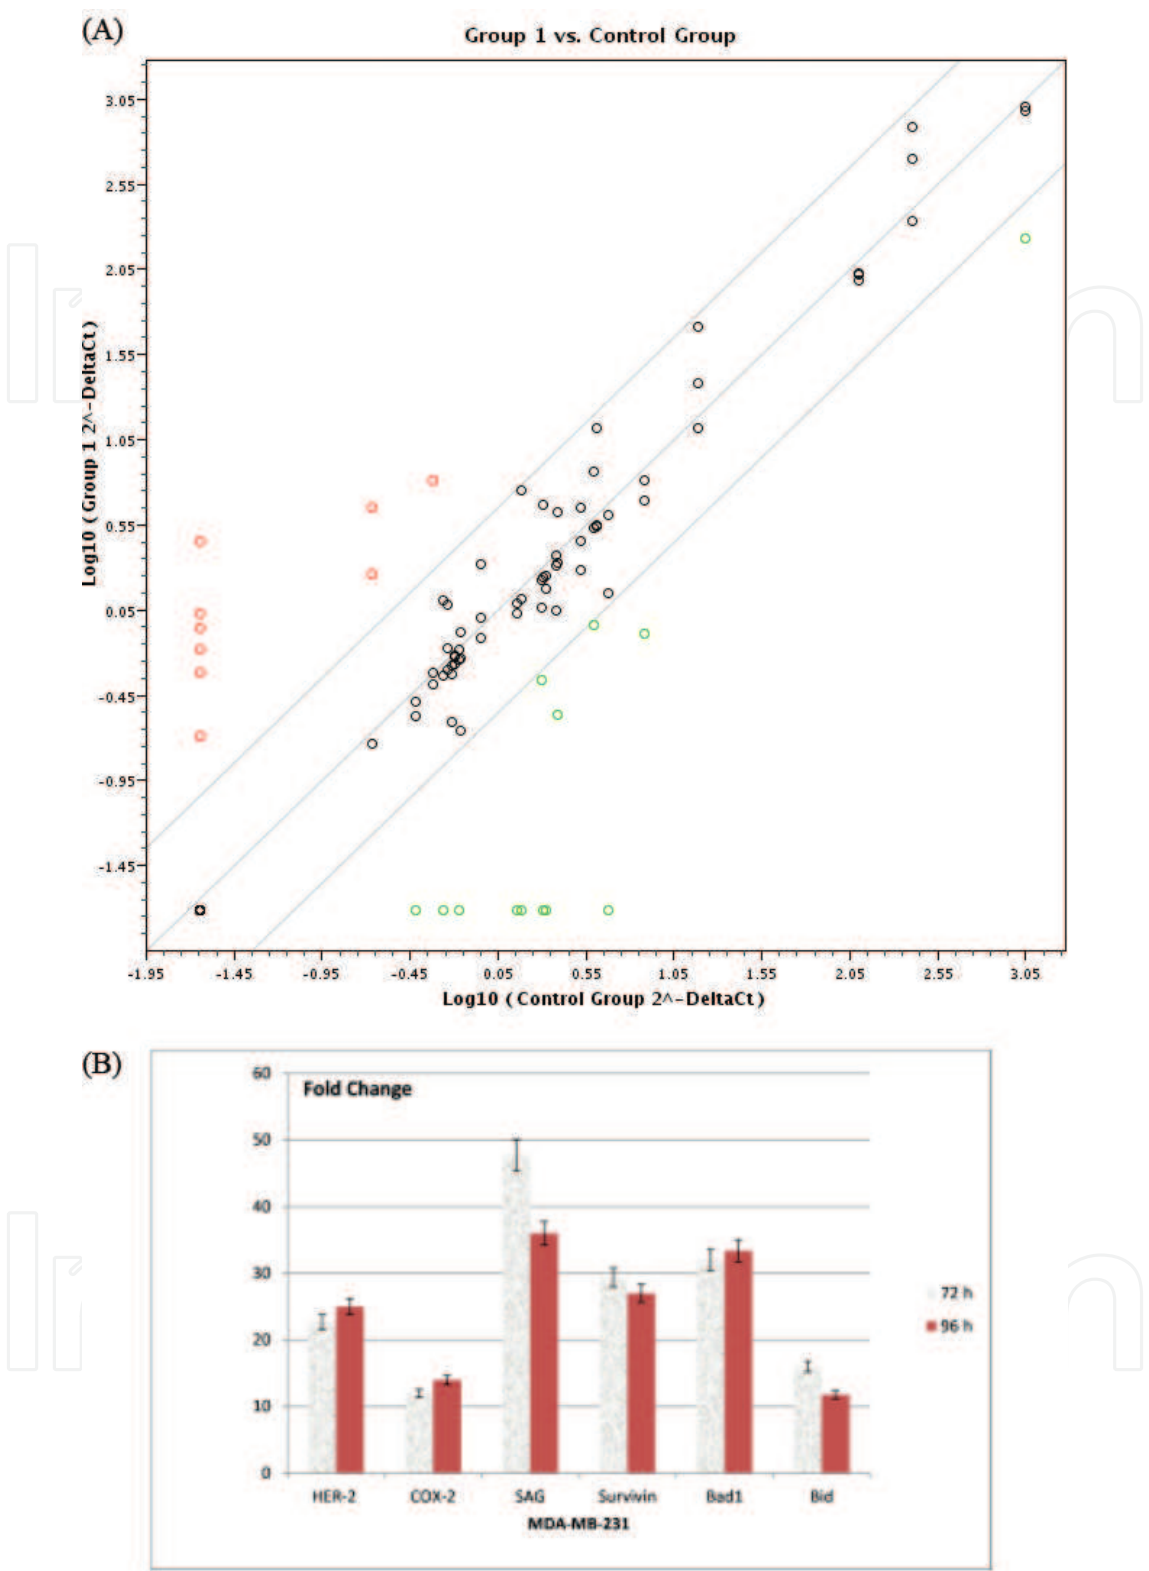 (A)
Group 1 vs. Control Group
3.05
2.55
2.05
1.55
1.05
0.55
0.05
-0.45
-0.95
-1.45
Log10 (Group 1 2^-DeltaCt)
-1.95 -1.45 -0.95 -0.45 0.05 0.55 1.05 1.55 2.05 2.55 3.05
Log10 (Control Group 2^-DeltaCt)
(B)
Fold Change
60
50
40
30
20
10
0
72 h
96 h
HER-2 COX-2 SAG Survivin Bad1 Bid
MDA-MB-231